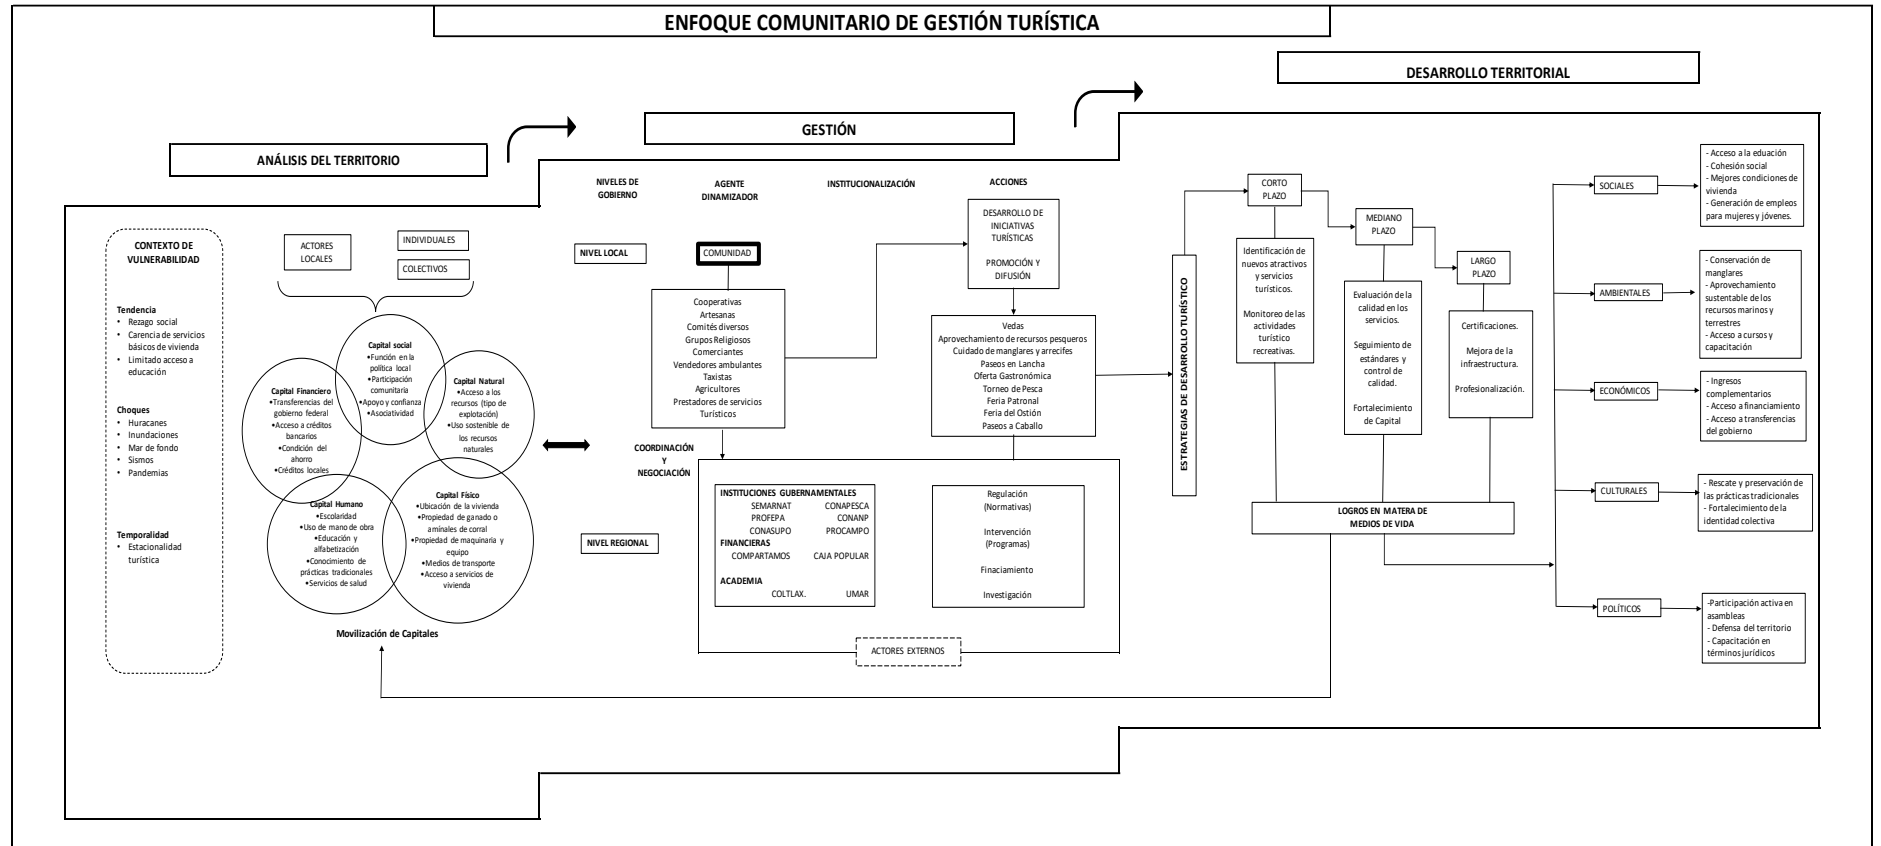 ENFOQUE COMUNITARIO DE GESTIÓN TURÍSTICA
ANÁLISIS DEL TERRITORIO
GESTIÓN
DESARROLLO TERRITORIAL
CONTEXTO DE
VULNERABILIDAD
Tendencia
• Rezago social
• Carencia de servicios
básicos de vivienda
• Limitado acceso a
educación
Choques
• Huracanes
• Inundaciones
• Mar de fondo
• Sismos
• Pandemias
Temporalidad
• Estacionalidad
turística
ACTORES
LOCALES
INDIVIDUALES
COLECTIVOS
Capital social
•Función en la
política local
•Participación
comunitaria
•Apoyo y confianza
•Asociatividad
Capital Financiero
•Transferencias del
gobierno federal
•Acceso a créditos
bancarios
•Condición del
ahorro
•Créditos locales
Capital Natural
•Acceso a los
recursos (tipo de
explotación)
•Uso sostenible de
los recursos
naturales
Capital Humano
•Escolaridad
•Uso de mano de obra
•Educación y
alfabetización
•Conocimiento de
prácticas tradicionales
•Servicios de salud
Capital Físico
•Ubicación de la vivienda
•Propiedad de ganado o
amínales de corral
•Propiedad de maquinaria y
equipo
•Medios de transporte
•Acceso a servicios de
vivienda
Movilización de Capitales
NIVELES DE
GOBIERNO
AGENTE
DINAMIZADOR
INSTITUCIONALIZACIÓN
ACCIONES
NIVEL LOCAL
COMUNIDAD
Cooperativas
Artesanas
Comités diversos
Grupos Religiosos
Comerciantes
Vendedores ambulantes
Taxistas
Agricultores
Prestadores de servicios
Turísticos
DESARROLLO DE
INICIATIVAS
TURÍSTICAS
PROMOCIÓN Y
DIFUSIÓN
Vedas
Aprovechamiento de recursos pesqueros
Cuidado de manglares y arrecifes
Paseos en Lancha
Oferta Gastronómica
Torneo de Pesca
Feria Patronal
Feria del Ostión
Paseos a Caballo
COORDINACIÓN
Y
NEGOCIACIÓN
NIVEL REGIONAL
INSTITUCIONES GUBERNAMENTALES
SEMARNAT CONAPESCA
PROFEPA CONANP
CONASUPO PROCAMPO
FINANCIERAS
COMPARTAMOS CAJA POPULAR
ACADEMIA
COLTLAX. UMAR
Regulación
(Normativas)
Intervención
(Programas)
Finaciamiento
Investigación
ACTORES EXTERNOS
ESTRATEGIAS DE DESARROLLO TURÍSTICO
CORTO
PLAZO
Identificación de
nuevos atractivos
y servicios
turísticos.
Monitoreo de las
actividades
turístico
recreativas.
MEDIANO
PLAZO
Evaluación de la
calidad en los
servicios.
Seguimiento de
estándares y
control de
calidad.
Fortalecimiento
de Capital
LARGO
PLAZO
Certificaciones.
Mejora de la
infraestructura.
Profesionalización.
LOGROS EN MATERA DE
MEDIOS DE VIDA
SOCIALES
- Acceso a la eduación
- Cohesión social
- Mejores condiciones de
vivienda
- Generación de empleos
para mujeres y jóvenes.
AMBIENTALES
- Conservación de
manglares
- Aprovechamiento
sustentable de los
recursos marinos y
terrestres
- Acceso a cursos y
capacitación
ECONÓMICOS
- Ingresos
complementarios
- Acceso a financiamiento
- Acceso a transferencias
del gobierno
CULTURALES
- Rescate y preservación de
las prácticas tradicionales
- Fortalecimiento de la
identidad colectiva
POLÍTICOS
-Participación activa en
asambleas
- Defensa del territorio
- Capacitación en
términos jurídicos